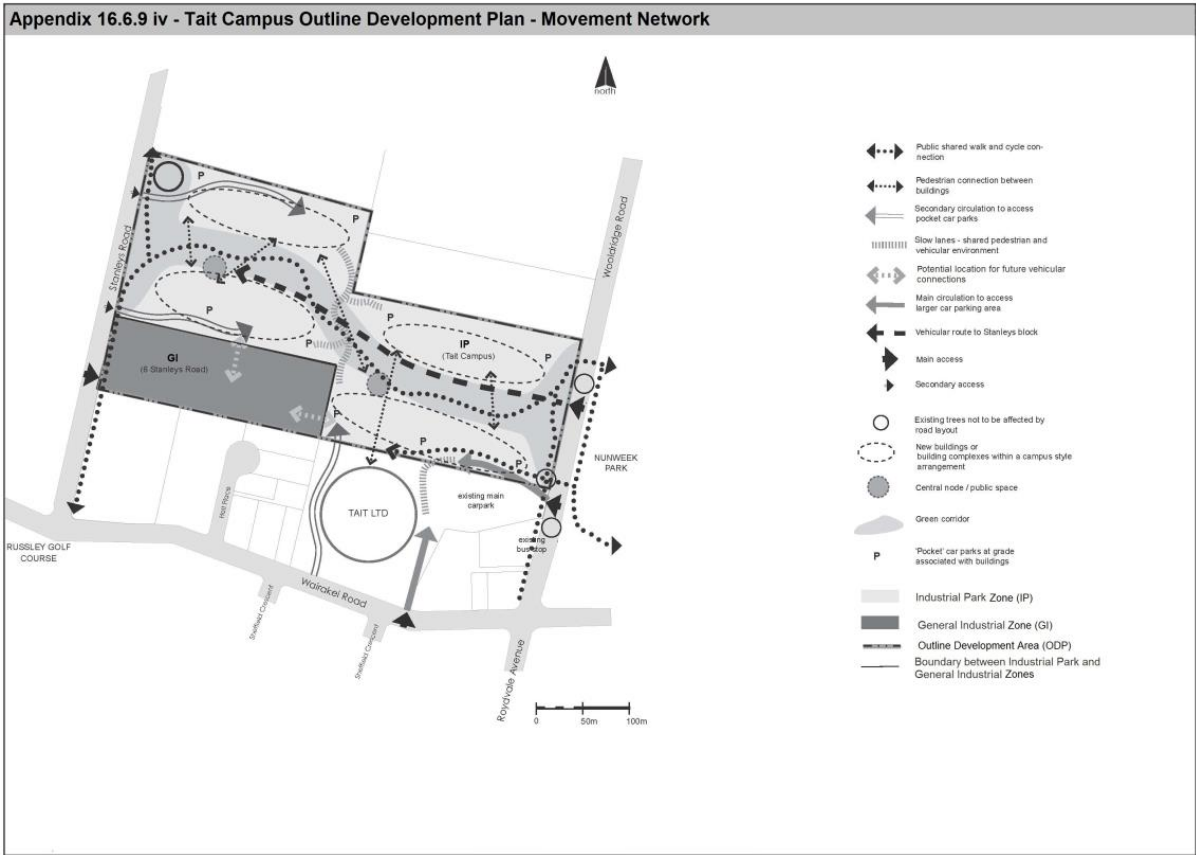 Appendix 16.6.9 iv - Tait Campus Outline Development Plan - Movement Network
north
Stanleys Road
Wooldridge Road
P
P
P
P
P
P
P
P
P
P
IP
(Tait Campus)
GI
(6 Stanleys Road)
NUNWEEK
PARK
TAIT LTD
existing main
carpark
existing
bus stop
RUSSLEY GOLF
COURSE
Wairakei Road
Sheffield Crescent
Sheffield Crescent
Roydvale Avenue
0 50m 100m
Public shared walk and cycle con-
nection
Pedestrian connection between
buildings
Secondary circulation to access
pocket car parks
Slow lanes - shared pedestrian and
vehicular environment
Potential location for future vehicular
connections
Main circulation to access
larger car parking area
Vehicular route to Stanleys block
Main access
Secondary access
Existing trees not to be affected by
road layout
New buildings or
building complexes within a campus style
arrangement
Central node / public space
Green corridor
P
'Pocket' car parks at grade
associated with buildings
Industrial Park Zone (IP)
General Industrial Zone (GI)
Outline Development Area (ODP)
Boundary between Industrial Park and
General Industrial Zones